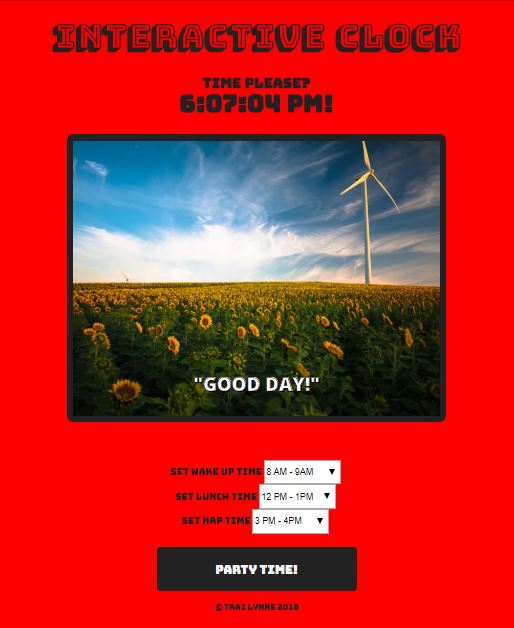 INTERACTIVE CLOCK
TIME PLEASE?
6:07:04 PM!
"GOOD DAY!"
SET WAKE UP TIME 8 AM - 9AM
SET LUNCH TIME 12 PM - 1PM
SET NAP TIME 3 PM - 4PM
PARTY TIME!
© TRAI LYNNE 2018